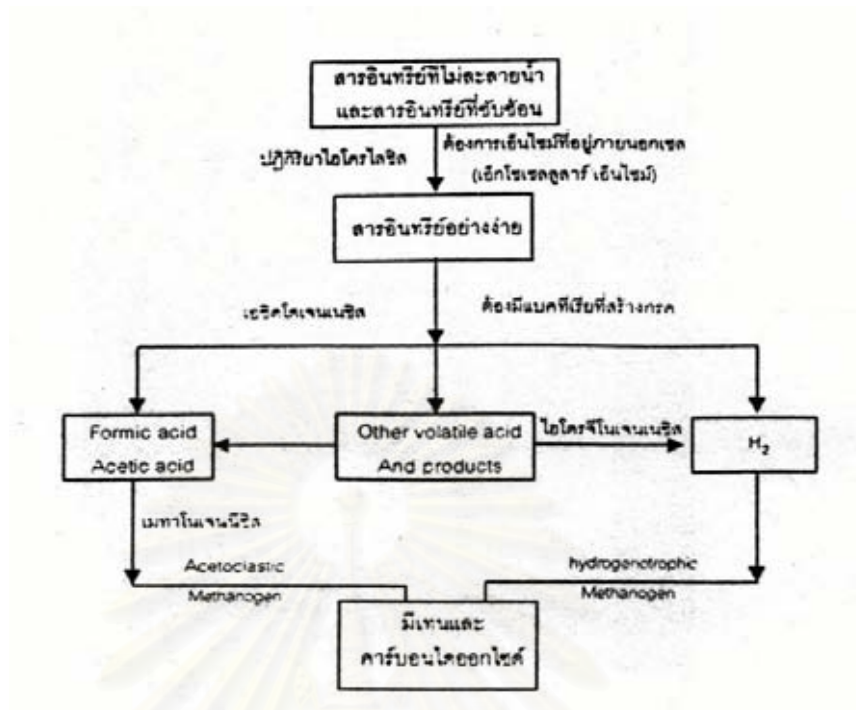 สารอินทรีย์ที่ไม่ละลายน้ำ
และสารอินทรีย์ที่ซับซ้อน
ปฏิกิริยาไฮโดรไลซิส
ต้องการเอ็นไซม์ที่อยู่ภายนอกเซล
(เอ็กโซเซลลูลาร์ เอ็นไซม์)
สารอินทรีย์อย่างง่าย
เอซิดโดเจนเนซิส
ต้องมีแบคทีเรียที่สร้างกรด
Formic acid
Acetic acid
Other volatile acid
And products
ไฮโดรจีโนเจนเนซิส
H₂
เมทาโนเจนนีซิส
Acetoclastic
Methanogen
hydrogenotrophic
Methanogen
มีเทนและ
คาร์บอนไดออกไซด์